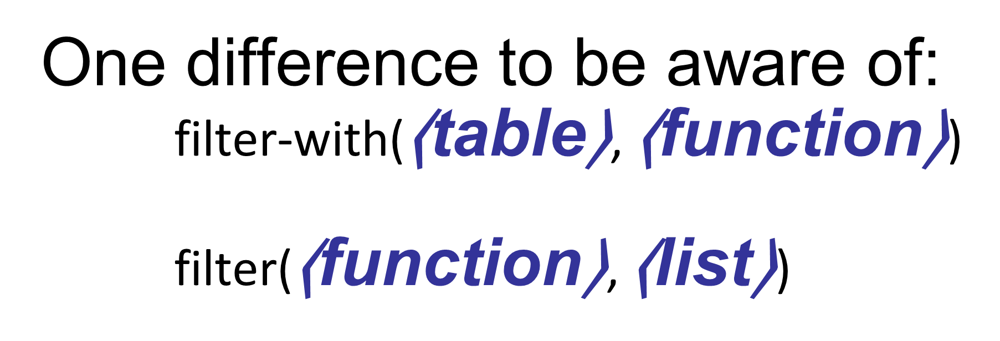 One difference to be aware of:
filter-with(⟨table⟩, ⟨function⟩)
filter(⟨function⟩, ⟨list⟩)